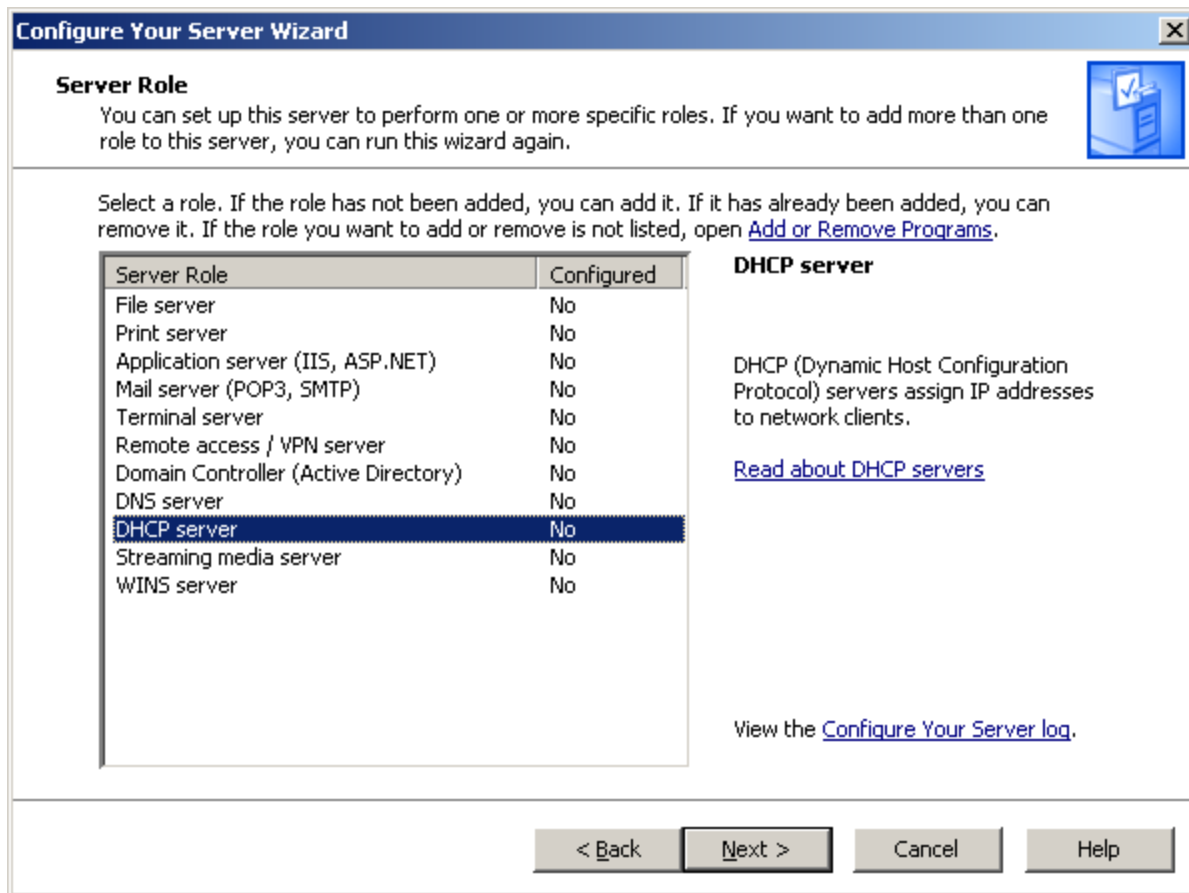 Configure Your Server Wizard
Server Role
You can set up this server to perform one or more specific roles. If you want to add more than one
role to this server, you can run this wizard again.
Select a role. If the role has not been added, you can add it. If it has already been added, you can
remove it. If the role you want to add or remove is not listed, open Add or Remove Programs.
Server Role Configured
File server No
Print server No
Application server (IIS, ASP.NET) No
Mail server (POP3, SMTP) No
Terminal server No
Remote access / VPN server No
Domain Controller (Active Directory) No
DNS server No
DHCP server No
Streaming media server No
WINS server No
DHCP server
DHCP (Dynamic Host Configuration
Protocol) servers assign IP addresses
to network clients.
Read about DHCP servers
View the Configure Your Server log.
< Back Next > Cancel Help